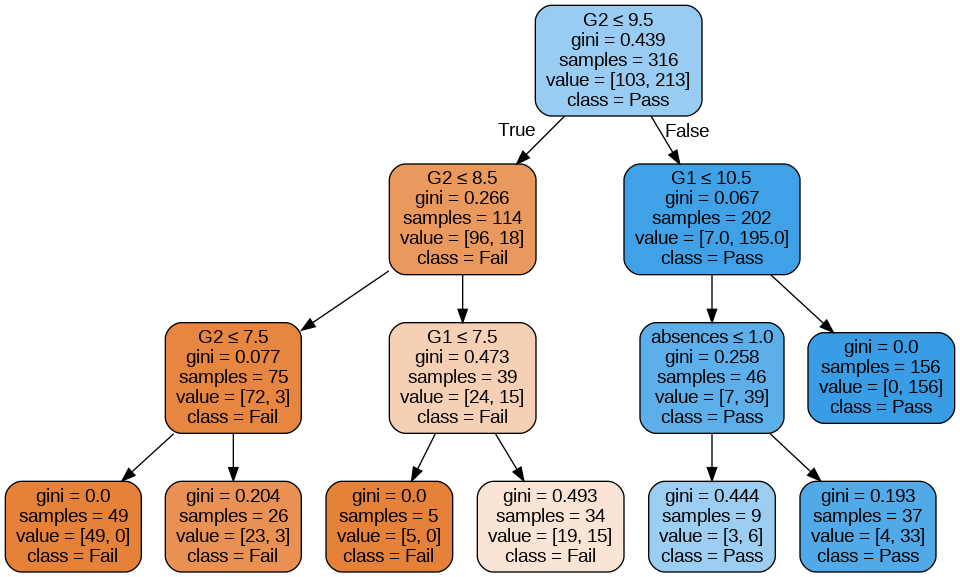 G2 ≤ 9.5
gini = 0.439
samples = 316
value = [103, 213]
class = Pass
True
False
G2 ≤ 8.5
gini = 0.266
samples = 114
value = [96, 18]
class = Fail
G1 ≤ 10.5
gini = 0.067
samples = 202
value = [7.0, 195.0]
class = Pass
G2 ≤ 7.5
gini = 0.077
samples = 75
value = [72, 3]
class = Fail
G1 ≤ 7.5
gini = 0.473
samples = 39
value = [24, 15]
class = Fail
absences ≤ 1.0
gini = 0.258
samples = 46
value = [7, 39]
class = Pass
gini = 0.0
samples = 156
value = [0, 156]
class = Pass
gini = 0.0
samples = 49
value = [49, 0]
class = Fail
gini = 0.204
samples = 26
value = [23, 3]
class = Fail
gini = 0.0
samples = 5
value = [5, 0]
class = Fail
gini = 0.493
samples = 34
value = [19, 15]
class = Fail
gini = 0.444
samples = 9
value = [3, 6]
class = Pass
gini = 0.193
samples = 37
value = [4, 33]
class = Pass